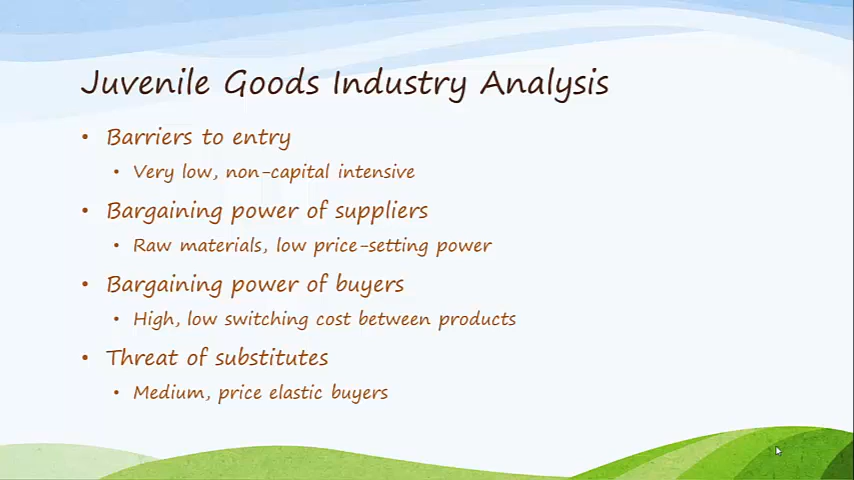 Juvenile Goods Industry Analysis
• Barriers to entry
• Very low, non-capital intensive
• Bargaining power of suppliers
• Raw materials, low price-setting power
• Bargaining power of buyers
• High, low switching cost between products
• Threat of substitutes
• Medium, price elastic buyers